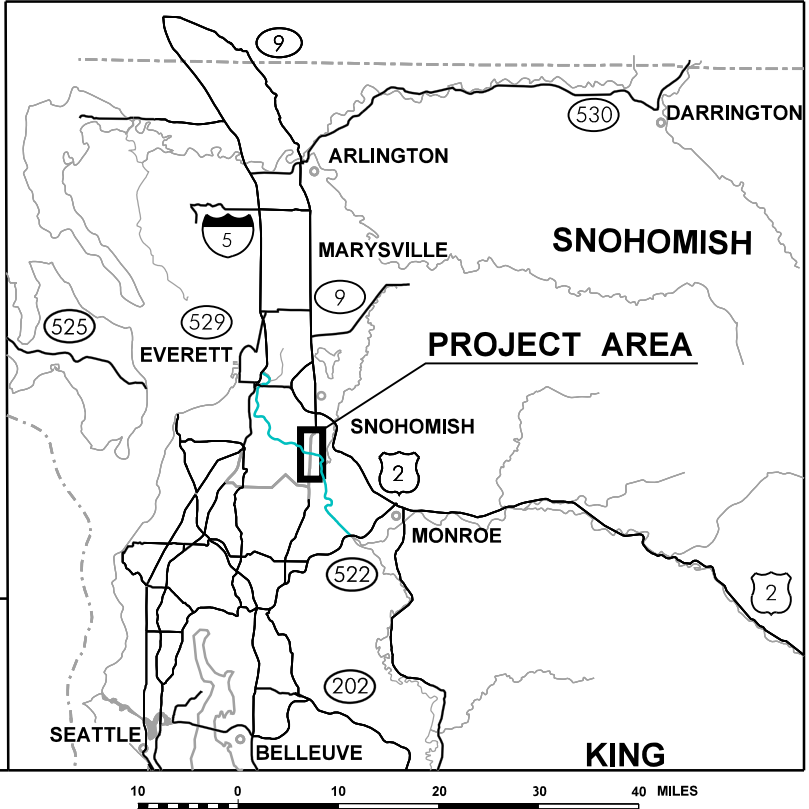 9
530
DARRINGTON
ARLINGTON
5
SNOHOMISH
MARYSVILLE
9
525
529
EVERETT
PROJECT AREA
SNOHOMISH
2
MONROE
522
2
202
SEATTLE
BELLEUVE
KING
10 0 10 20 30 40 MILES